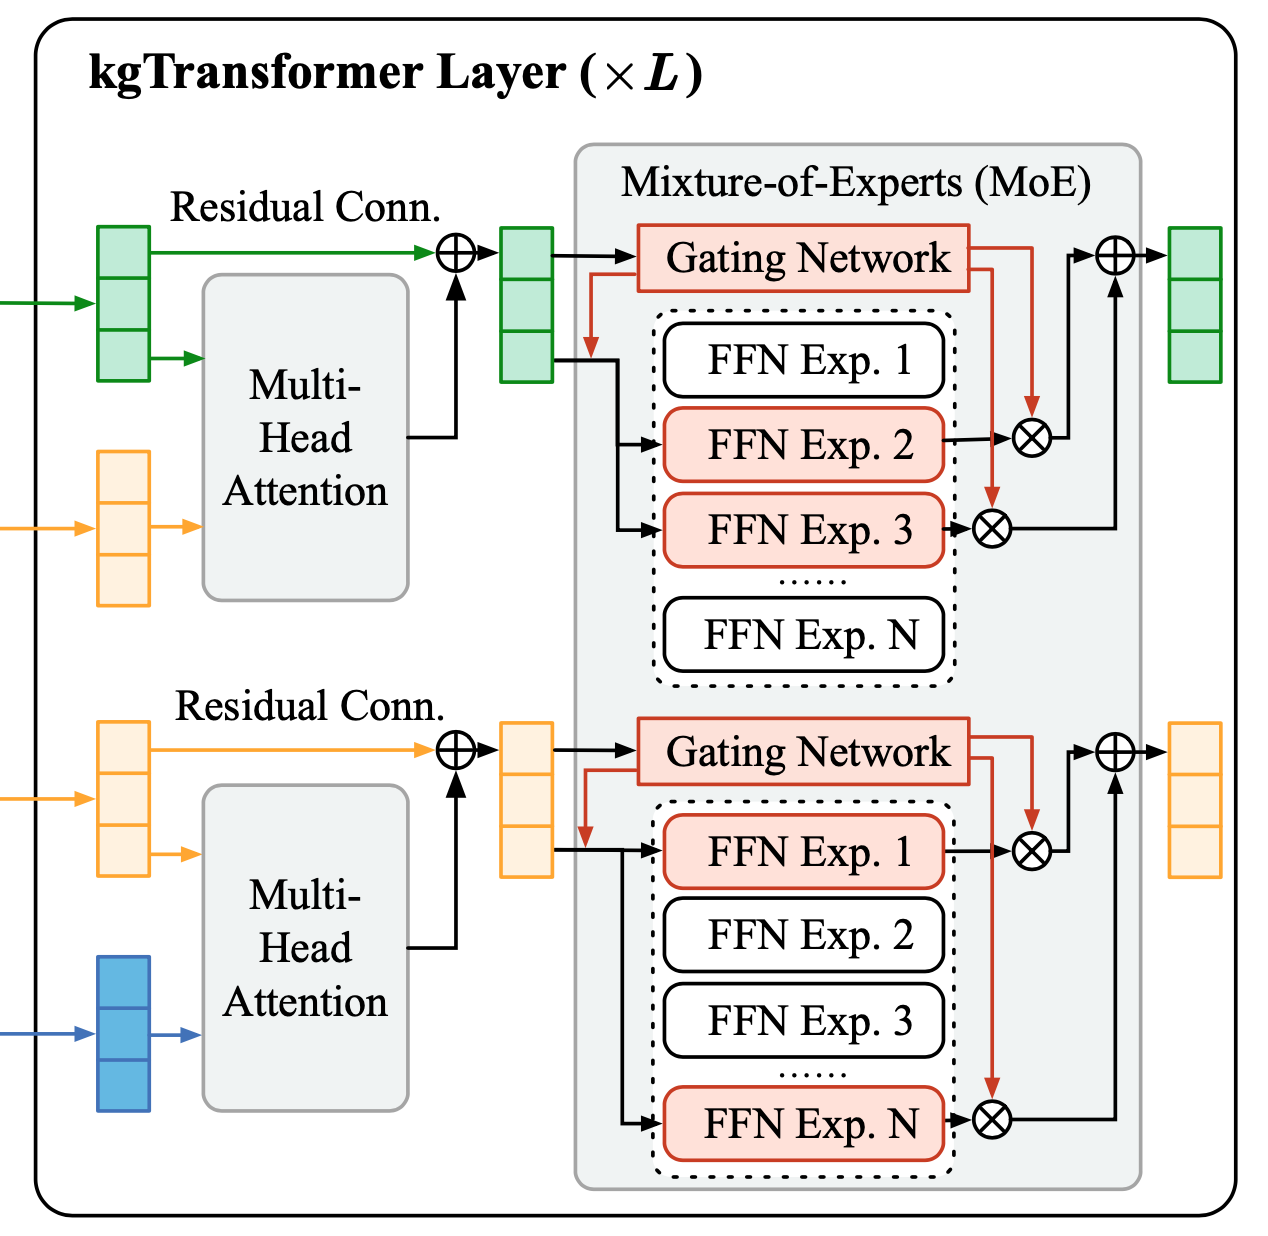 kgTransformer Layer (× L)
Mixture-of-Experts (MoE)
Residual Conn.
Gating Network
Multi-
Head
Attention
FFN Exp. 1
FFN Exp. 2
FFN Exp. 3
......
FFN Exp. N
Residual Conn.
Gating Network
Multi-
Head
Attention
FFN Exp. 1
FFN Exp. 2
FFN Exp. 3
......
FFN Exp. N